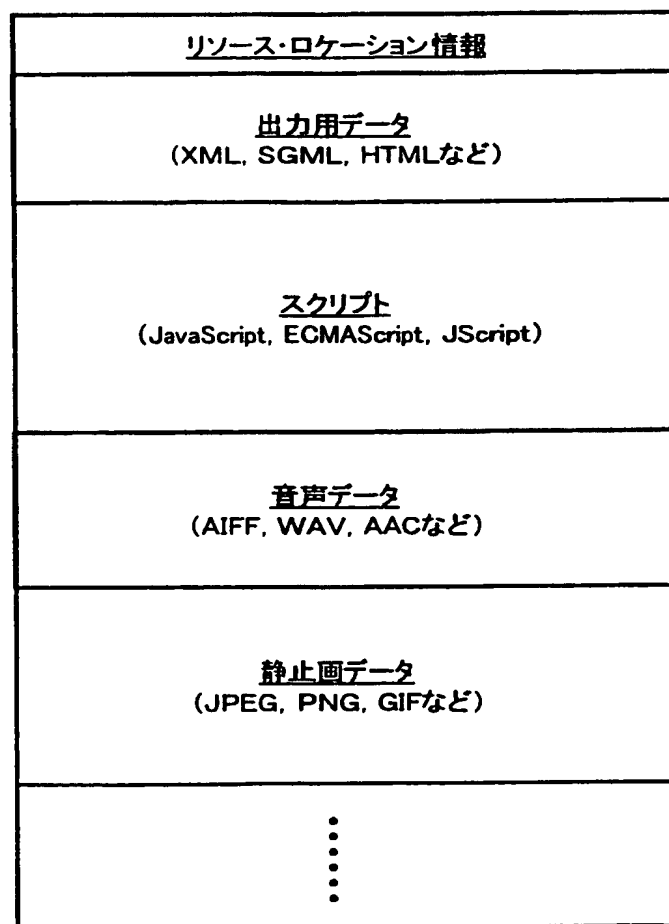 リソース・ロケーション情報
出力用データ
(XML, SGML, HTMLなど)
スクリプト
(JavaScript, ECMAScript, JScript)
音声データ
(AIFF, WAV, AACなど)
静止画データ
(JPEG, PNG, GIFなど)